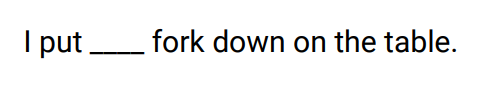 I put ____ fork down on the table.